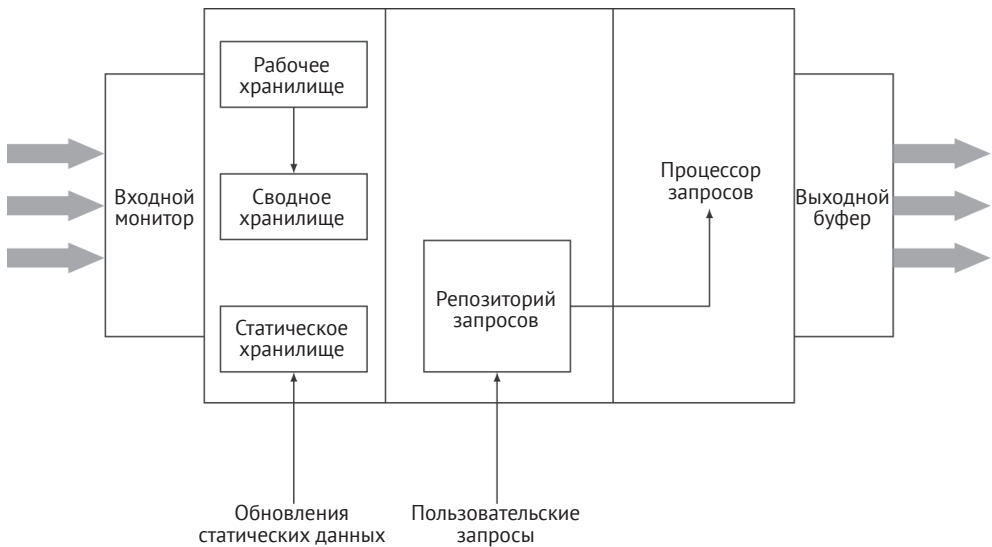 Рабочее
хранилище
Входной
монитор
Сводное
хранилище
Статическое
хранилище
Репозиторий
запросов
Процессор
запросов
Выходной
буфер
Обновления
статических данных
Пользовательские
запросы